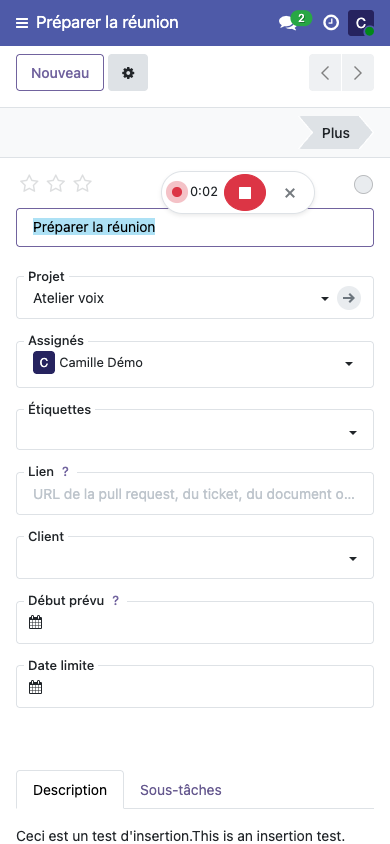 Préparer la réunion
2
C
Nouveau
Plus
0:02
Préparer la réunion
Projet
Atelier voix
Assignés
C Camille Démo
Étiquettes
Lien ?
URL de la pull request, du ticket, du document o...
Client
Début prévu ?
Date limite
Description Sous-tâches
Ceci est un test d'insertion.This is an insertion test.